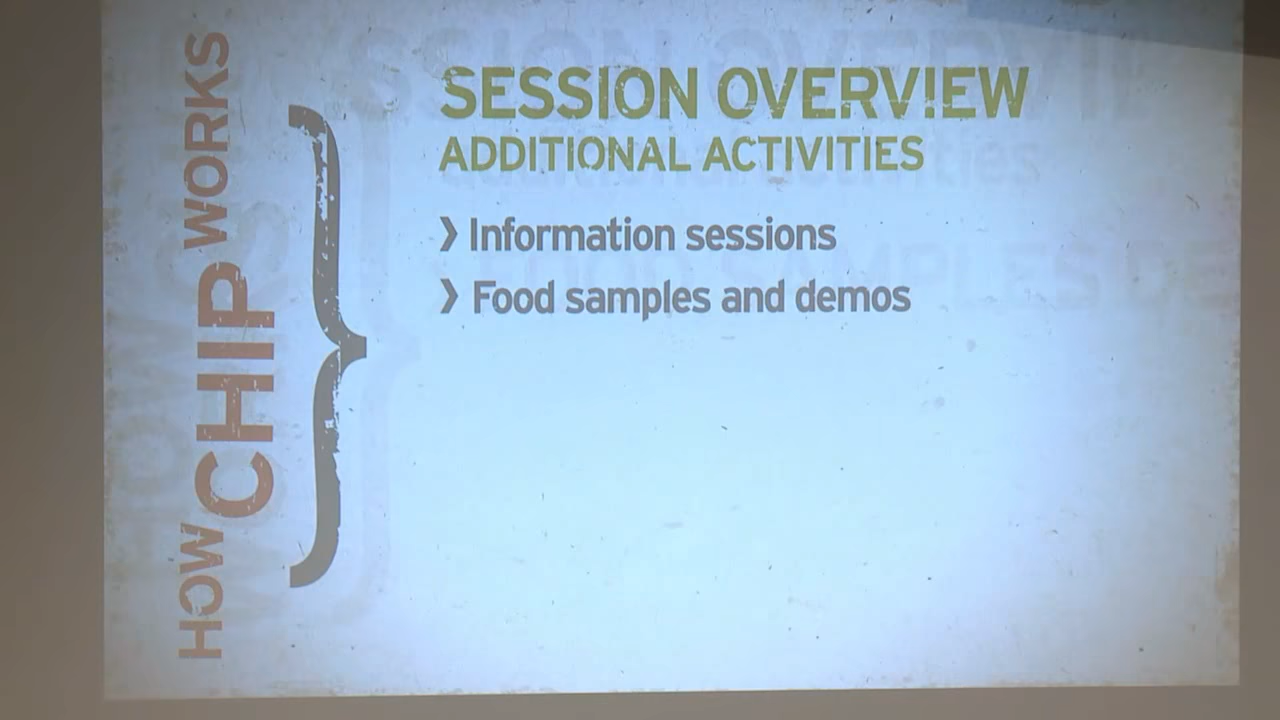 HOW CHIP WORKS
SESSION OVERV!EW
ADDITIONAL ACTIVITIES
❯ Information sessions
❯ Food samples and demos